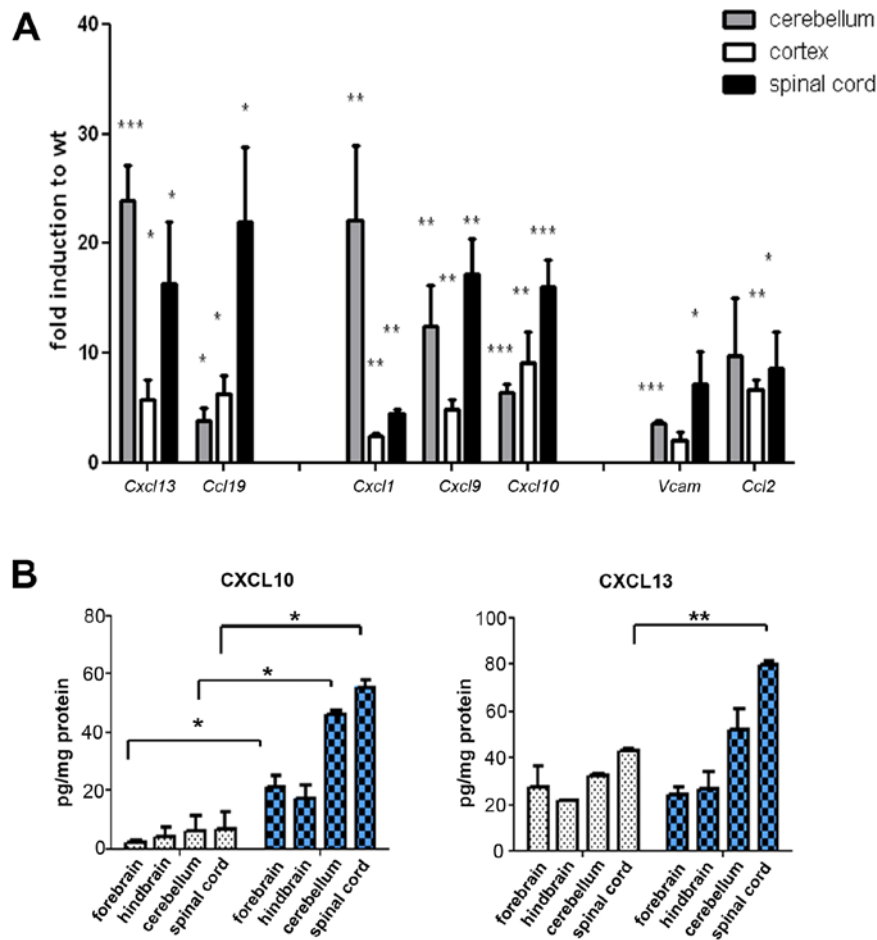 A
cerebellum
cortex
spinal cord
fold induction to wt
40
30
20
10
0
***
*
*
*
*
*
**
**
**
**
**
**
***
**
***
***
*
**
*
Cxcl13 Ccl19 Cxcl1 Cxcl9 Cxcl10 Vcam Ccl2
B
CXCL10
pg/mg protein
80
60
40
20
0
*
*
*
forebrain
hindbrain
cerebellum
spinal cord
forebrain
hindbrain
cerebellum
spinal cord
CXCL13
pg/mg protein
100
80
60
40
20
0
**
forebrain
hindbrain
cerebellum
spinal cord
forebrain
hindbrain
cerebellum
spinal cord